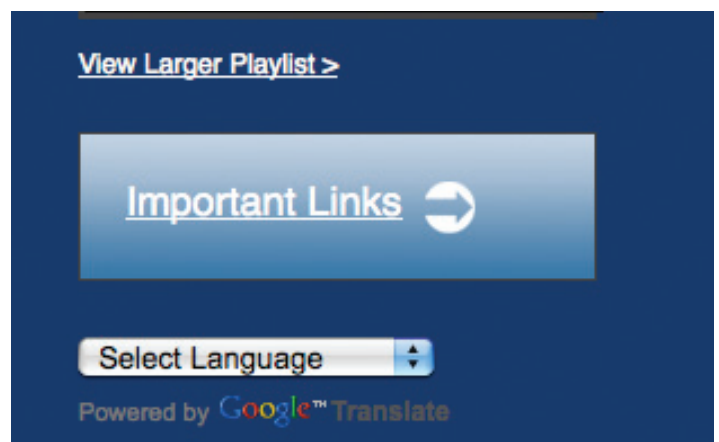 View Larger Playlist >
Important Links
Select Language
Powered by Google™ Translate